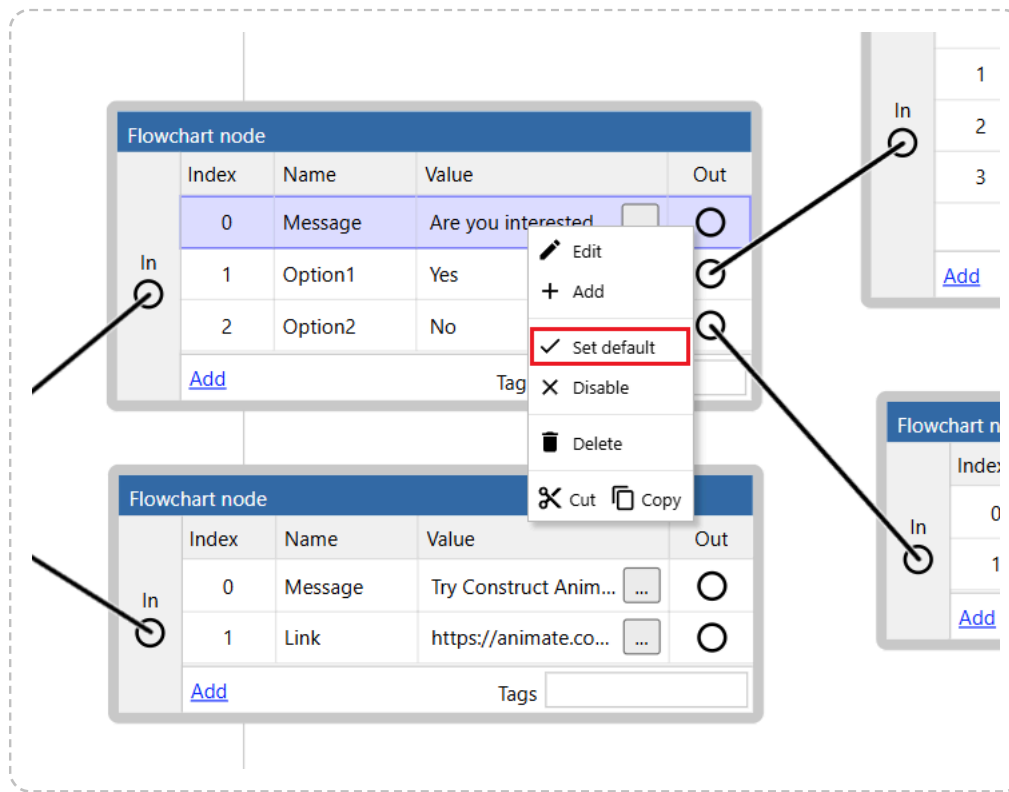 Flowchart node
Index Name Value Out
0 Message Are you interested
In
1 Option1 Yes
2 Option2 No
Add Tag
Edit
Add
Set default
Disable
Delete
Cut Copy
Flowchart node
Index Name Value Out
0 Message Try Construct Anim... ...
In
1 Link https://animate.co... ...
Add Tags
1
In
2
3
Add
Flowchart n
Index
0
In
1
Add